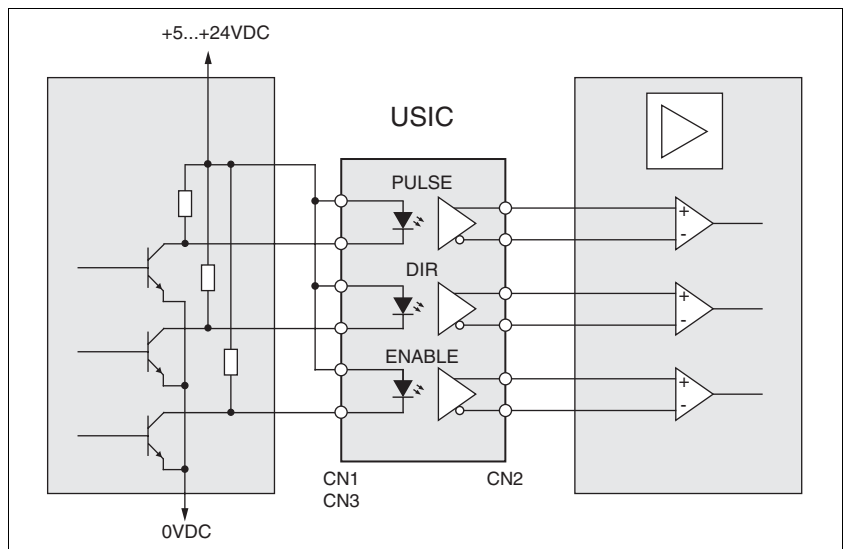 +5...+24VDC
USIC
PULSE
DIR
ENABLE
+
-
+
-
+
-
CN1
CN3
CN2
0VDC